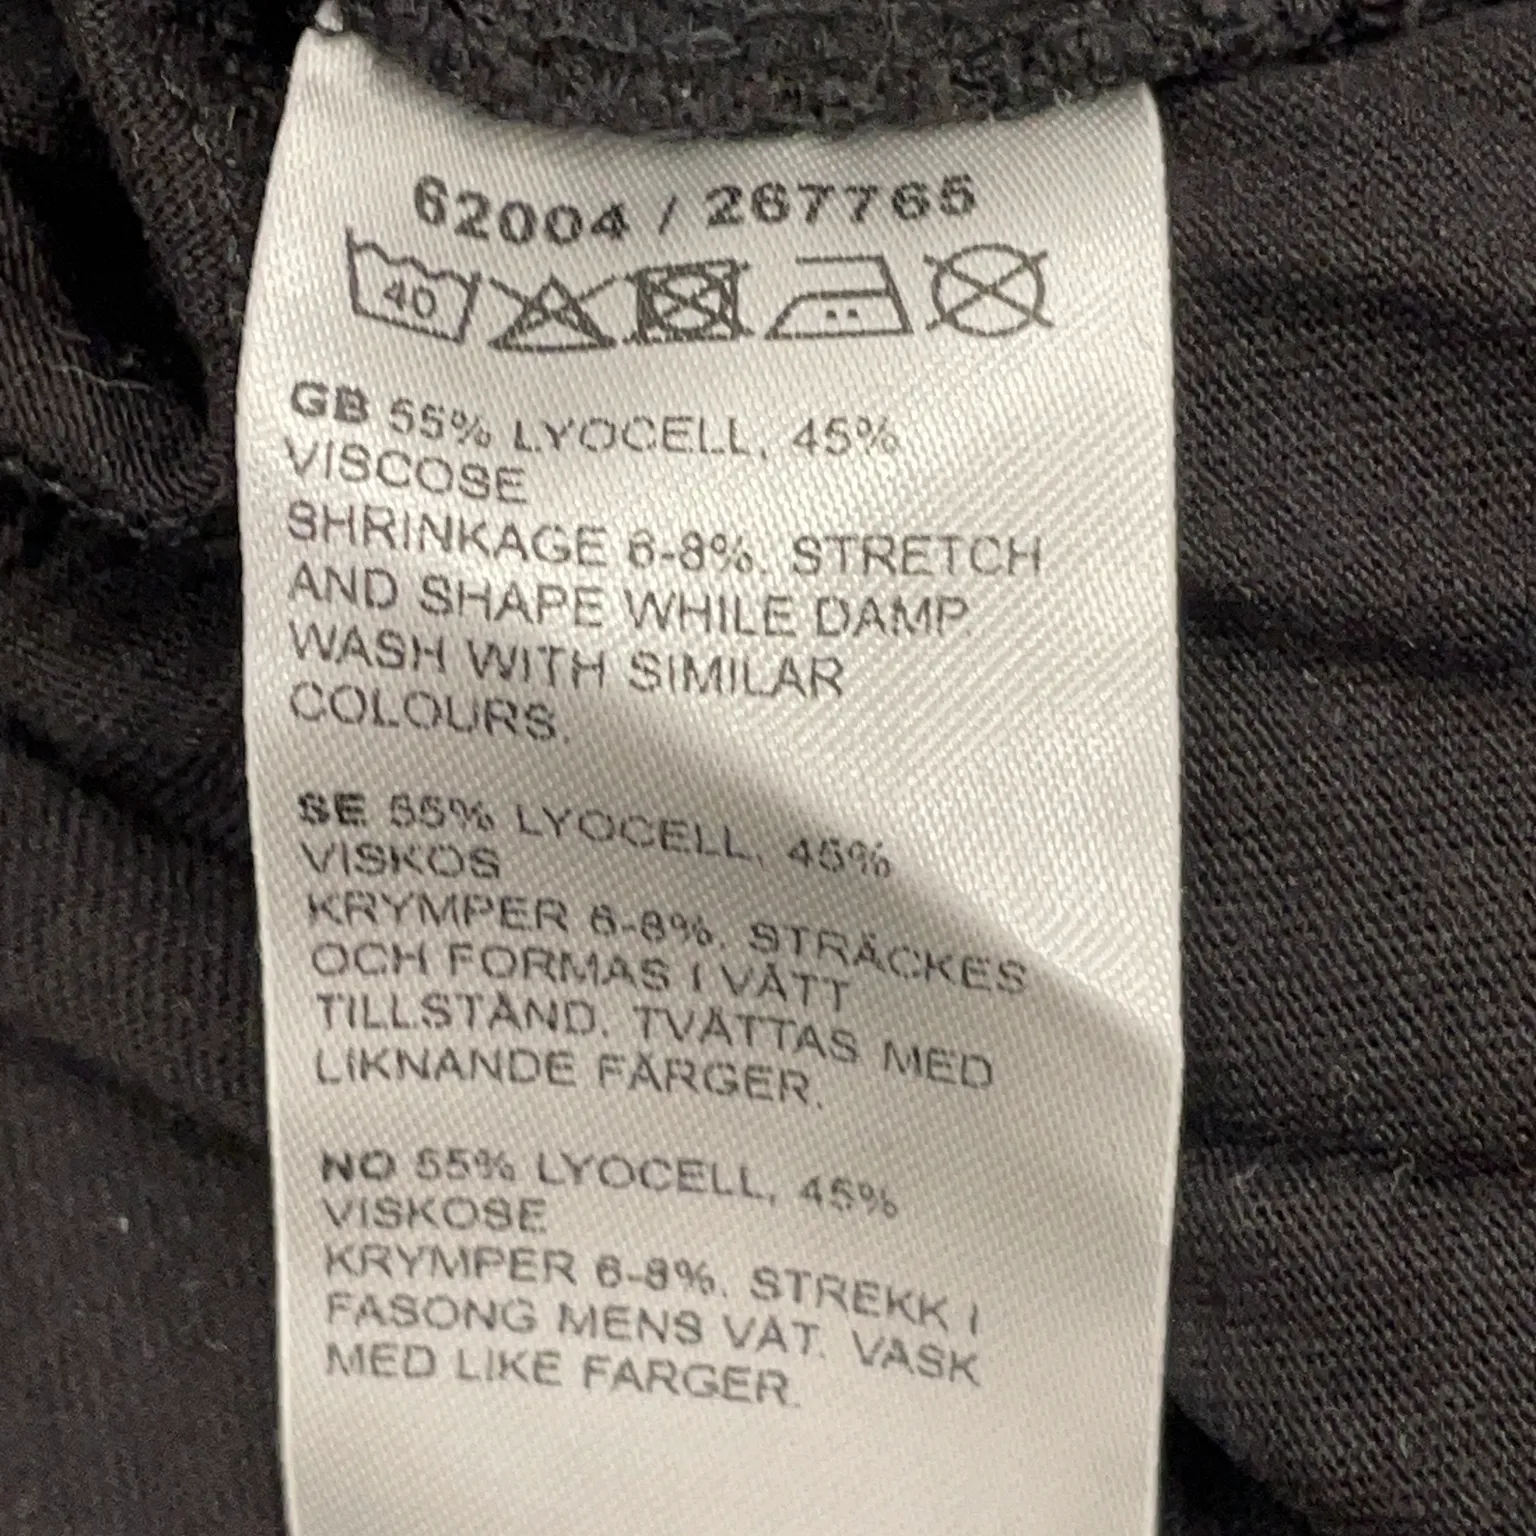 62004 / 267765
40
GB 55% LYOCELL, 45%
VISCOSE
SHRINKAGE 6-8%. STRETCH
AND SHAPE WHILE DAMP.
WASH WITH SIMILAR
COLOURS.
SE 55% LYOCELL, 45%
VISKOS
KRYMPER 6-8%. STRÄCKES
OCH FORMAS I VÅTT
TILLSTÅND. TVÄTTAS MED
LIKNANDE FÄRGER.
NO 55% LYOCELL, 45%
VISKOSE
KRYMPER 6-8%. STREKK I
FASONG MENS VÅT. VASK
MED LIKE FARGER.